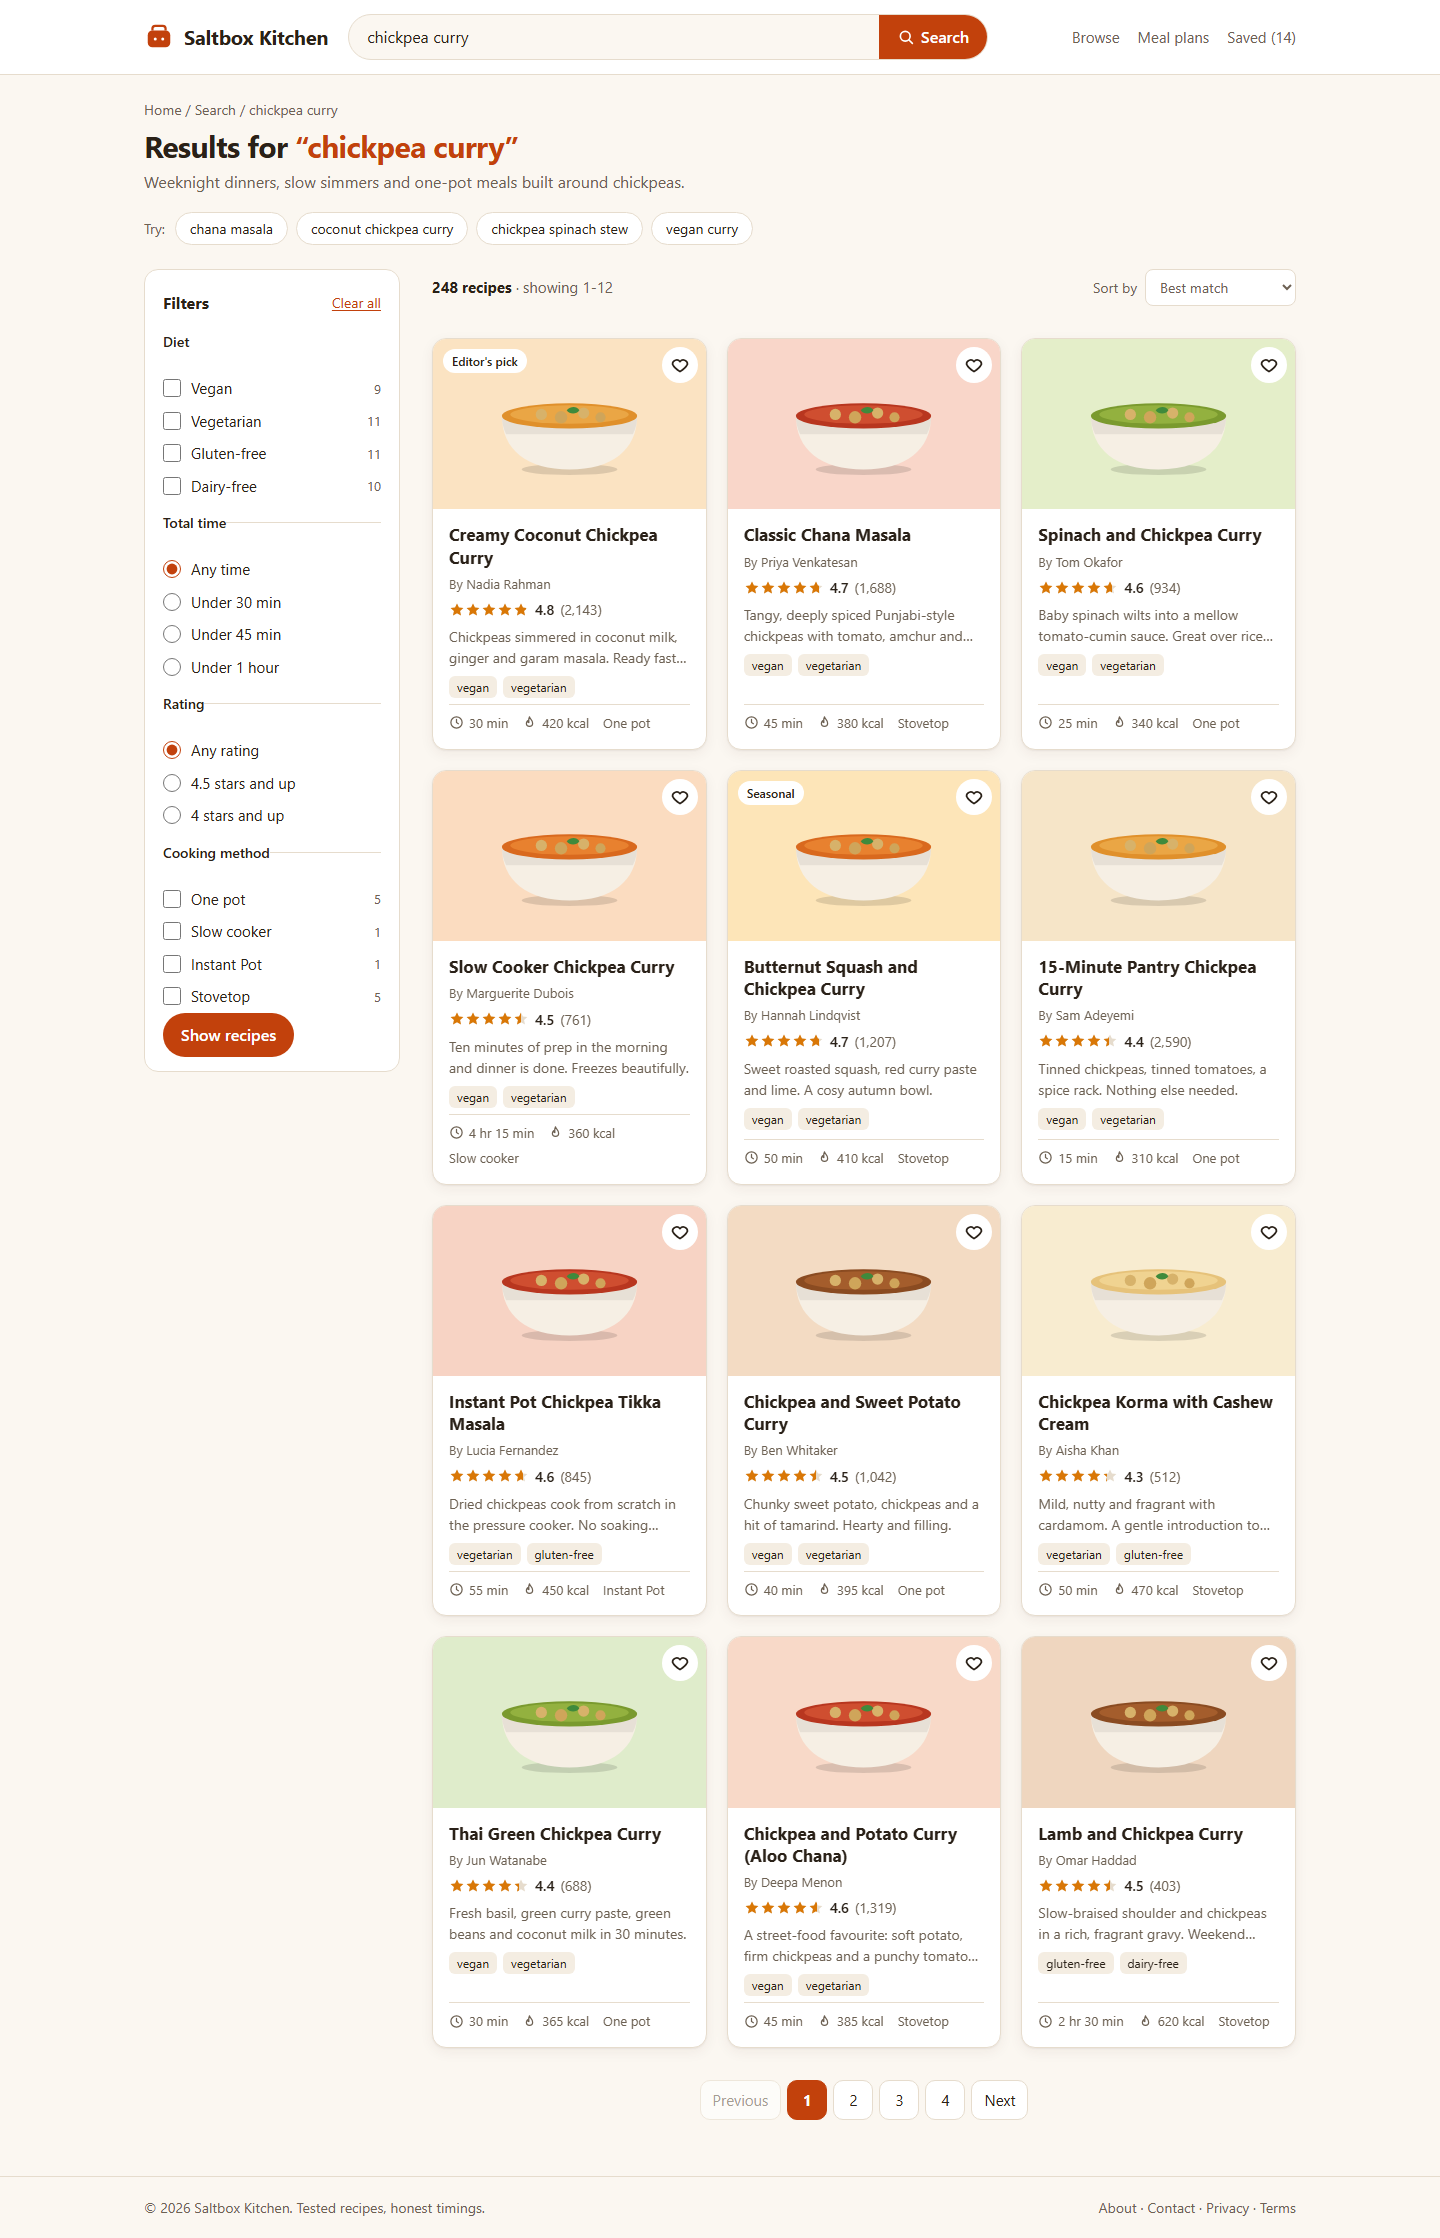 Saltbox Kitchen
chickpea curry
Search
Browse
Meal plans
Saved (14)
Home / Search / chickpea curry
Results for “chickpea curry”
Weeknight dinners, slow simmers and one-pot meals built around chickpeas.
Try:
chana masala
coconut chickpea curry
chickpea spinach stew
vegan curry
Filters
Clear all
Diet
Vegan 9
Vegetarian 11
Gluten-free 11
Dairy-free 10
Total time
Any time
Under 30 min
Under 45 min
Under 1 hour
Rating
Any rating
4.5 stars and up
4 stars and up
Cooking method
One pot 5
Slow cooker 1
Instant Pot 1
Stovetop 5
Show recipes
248 recipes · showing 1-12
Sort by
Best match
Editor's pick
Creamy Coconut Chickpea
Curry
By Nadia Rahman
4.8 (2,143)
Chickpeas simmered in coconut milk,
ginger and garam masala. Ready fast...
vegan vegetarian
30 min 420 kcal One pot
Classic Chana Masala
By Priya Venkatesan
4.7 (1,688)
Tangy, deeply spiced Punjabi-style
chickpeas with tomato, amchur and...
vegan vegetarian
45 min 380 kcal Stovetop
Spinach and Chickpea Curry
By Tom Okafor
4.6 (934)
Baby spinach wilts into a mellow
tomato-cumin sauce. Great over rice...
vegan vegetarian
25 min 340 kcal One pot
Slow Cooker Chickpea Curry
By Marguerite Dubois
4.5 (761)
Ten minutes of prep in the morning
and dinner is done. Freezes beautifully.
vegan vegetarian
4 hr 15 min 360 kcal
Slow cooker
Seasonal
Butternut Squash and
Chickpea Curry
By Hannah Lindqvist
4.7 (1,207)
Sweet roasted squash, red curry paste
and lime. A cosy autumn bowl.
vegan vegetarian
50 min 410 kcal Stovetop
15-Minute Pantry Chickpea
Curry
By Sam Adeyemi
4.4 (2,590)
Tinned chickpeas, tinned tomatoes, a
spice rack. Nothing else needed.
vegan vegetarian
15 min 310 kcal One pot
Instant Pot Chickpea Tikka
Masala
By Lucia Fernandez
4.6 (845)
Dried chickpeas cook from scratch in
the pressure cooker. No soaking...
vegetarian gluten-free
55 min 450 kcal Instant Pot
Chickpea and Sweet Potato
Curry
By Ben Whitaker
4.5 (1,042)
Chunky sweet potato, chickpeas and a
hit of tamarind. Hearty and filling.
vegan vegetarian
40 min 395 kcal One pot
Chickpea Korma with Cashew
Cream
By Aisha Khan
4.3 (512)
Mild, nutty and fragrant with
cardamom. A gentle introduction to...
vegetarian gluten-free
50 min 470 kcal Stovetop
Thai Green Chickpea Curry
By Jun Watanabe
4.4 (688)
Fresh basil, green curry paste, green
beans and coconut milk in 30 minutes.
vegan vegetarian
30 min 365 kcal One pot
Chickpea and Potato Curry
(Aloo Chana)
By Deepa Menon
4.6 (1,319)
A street-food favourite: soft potato,
firm chickpeas and a punchy tomato...
vegan vegetarian
45 min 385 kcal Stovetop
Lamb and Chickpea Curry
By Omar Haddad
4.5 (403)
Slow-braised shoulder and chickpeas
in a rich, fragrant gravy. Weekend...
gluten-free dairy-free
2 hr 30 min 620 kcal Stovetop
Previous 1 2 3 4 Next
© 2026 Saltbox Kitchen. Tested recipes, honest timings.
About · Contact · Privacy · Terms